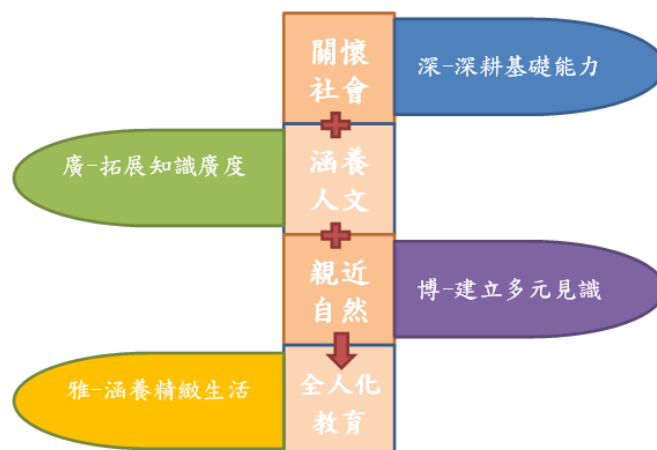 關懷
社會
深-深耕基礎能力
廣-拓展知識廣度
涵養
人文
親近
自然
博-建立多元見識
雅-涵養精緻生活
全人化
教育